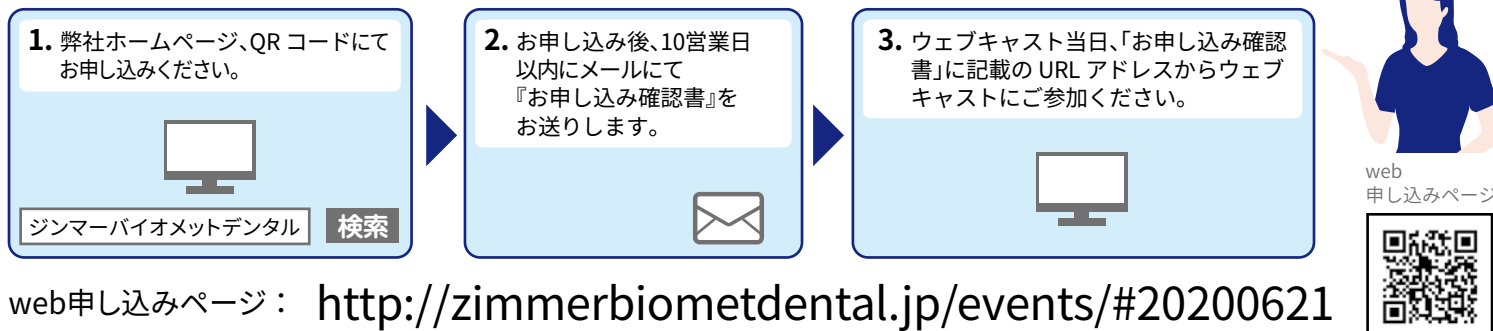 1. 弊社ホームページ、QR コードにて
お申し込みください。
ジンマーバイオメットデンタル 検索
2. お申し込み後、10営業日
以内にメールにて
『お申し込み確認書』を
お送りします。
3. ウェブキャスト当日、「お申し込み確認
書」に記載の URL アドレスからウェブ
キャストにご参加ください。
web
申し込みページ
web申し込みページ： http://zimmerbiometdental.jp/events/#20200621